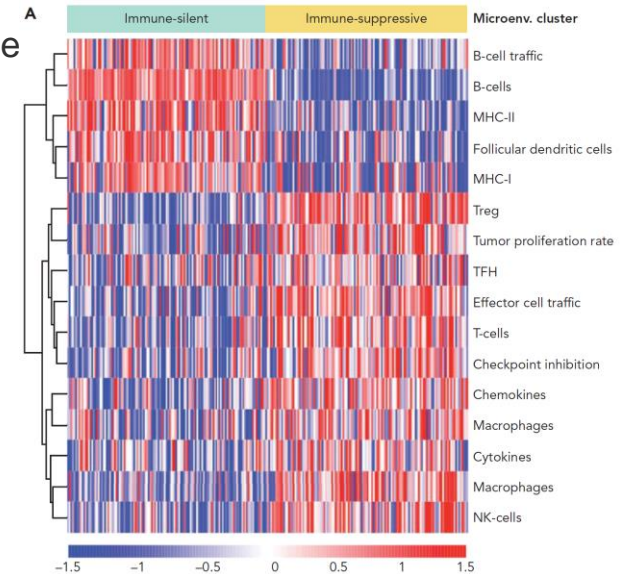 A Immune-silent Immune-suppressive Microenv. cluster
e
B-cell traffic
B-cells
MHC-II
Follicular dendritic cells
MHC-I
Treg
Tumor proliferation rate
TFH
Effector cell traffic
T-cells
Checkpoint inhibition
Chemokines
Macrophages
Cytokines
Macrophages
NK-cells
−1.5 −1 −0.5 0 0.5 1 1.5